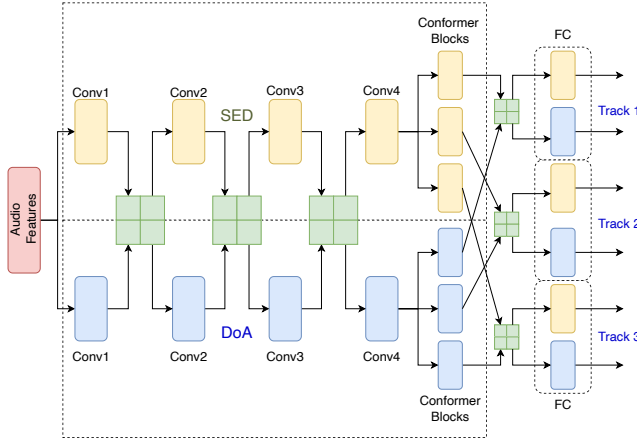 Conformer
Blocks
FC
Conv1
Conv2
Conv3
Conv4
SED
Track 1
Audio
Features
Track 2
DoA
Track 3
Conv1
Conv2
Conv3
Conv4
Conformer
Blocks
FC